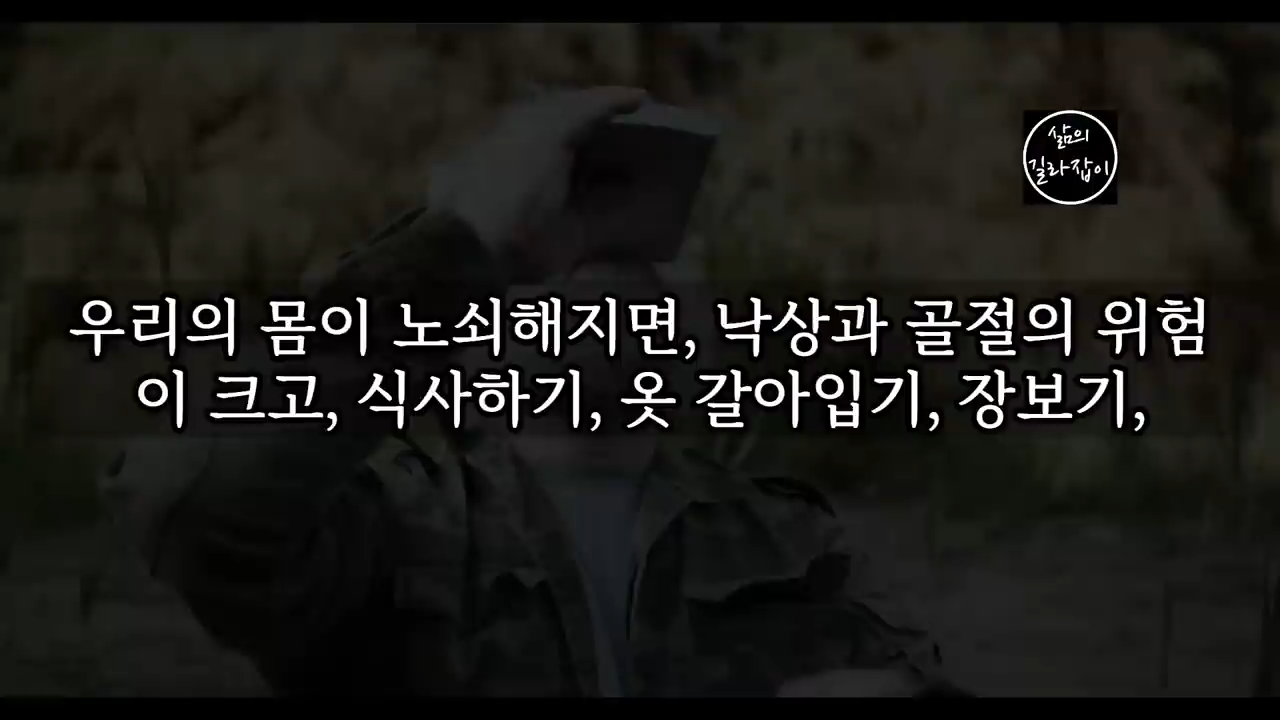 삶의
길라잡이
우리의 몸이 노쇠해지면, 낙상과 골절의 위험
이 크고, 식사하기, 옷 갈아입기, 장보기,